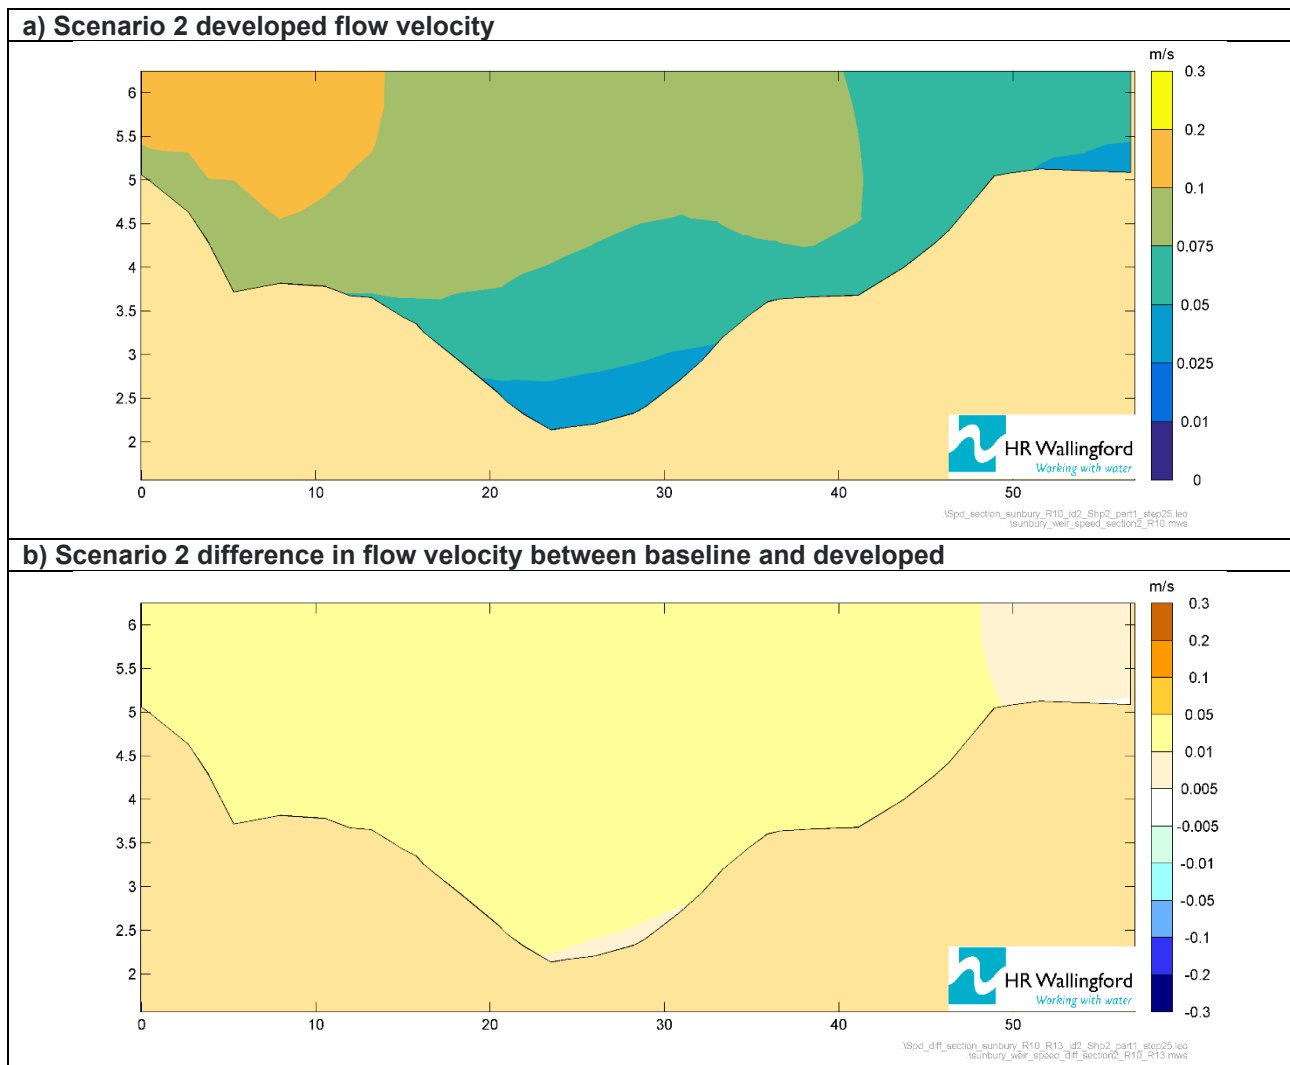 a) Scenario 2 developed flow velocity
m/s
0.3
0.2
0.1
0.075
0.05
0.025
0.01
0
6
5.5
5
4.5
4
3.5
3
2.5
2
0 10 20 30 40 50
HR Wallingford
Working with water
.\Spd_section_sunbury_R10_id2_Shp2_part1_step25.leo
.\sunbury_weir_speed_section2_R10.mws
b) Scenario 2 difference in flow velocity between baseline and developed
m/s
0.3
0.2
0.1
0.05
0.01
0.005
-0.005
-0.01
-0.05
-0.1
-0.2
-0.3
6
5.5
5
4.5
4
3.5
3
2.5
2
0 10 20 30 40 50
HR Wallingford
Working with water
.\Spd_diff_section_sunbury_R10_R13_id2_Shp2_part1_step25.leo
.\sunbury_weir_speed_diff_section2_R10_R13.mws